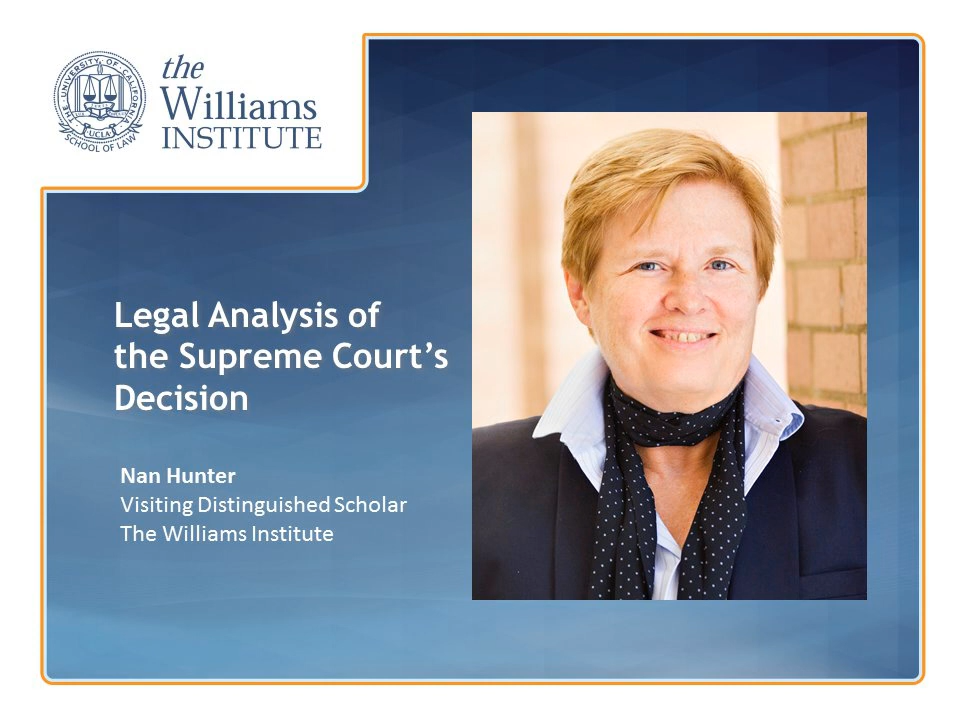 THE UNIVERSITY OF CALIFORNIA
UCLA
SCHOOL OF LAW
the
Williams
INSTITUTE
Legal Analysis of
the Supreme Court’s
Decision
Nan Hunter
Visiting Distinguished Scholar
The Williams Institute